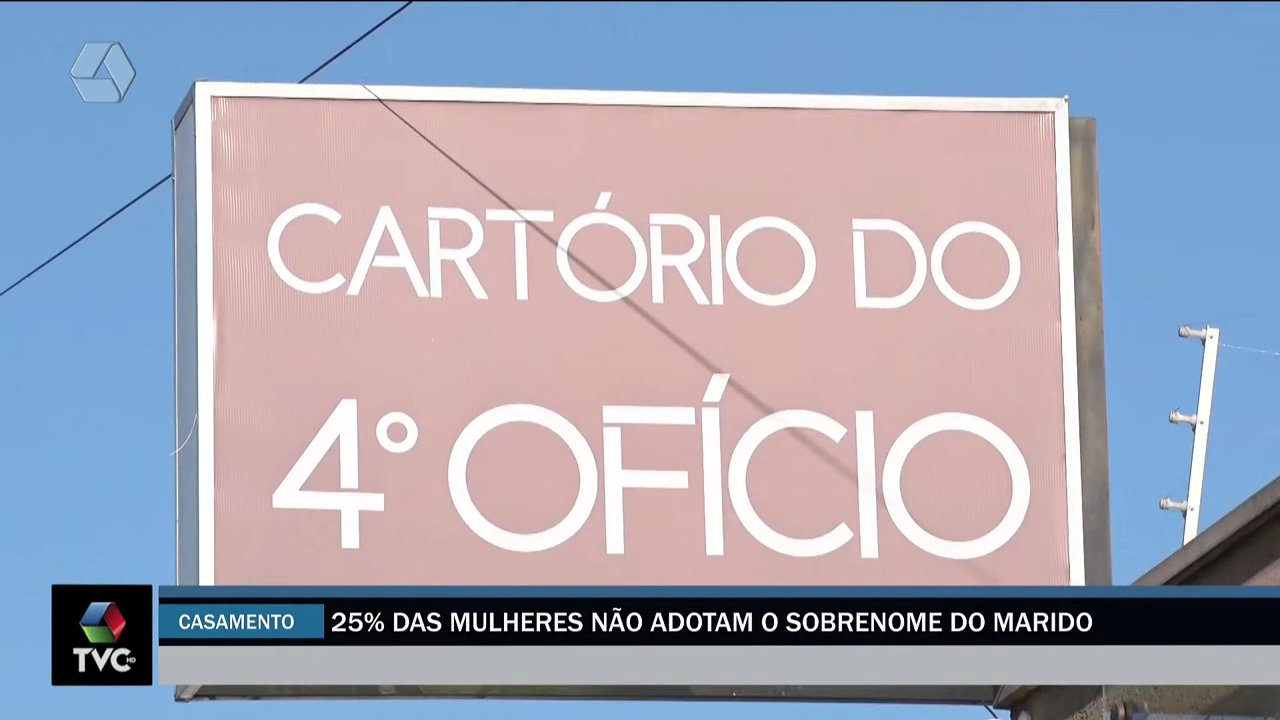 CARTÓRIO DO
4° OFÍCIO
CASAMENTO
25% DAS MULHERES NÃO ADOTAM O SOBRENOME DO MARIDO
TVC HD